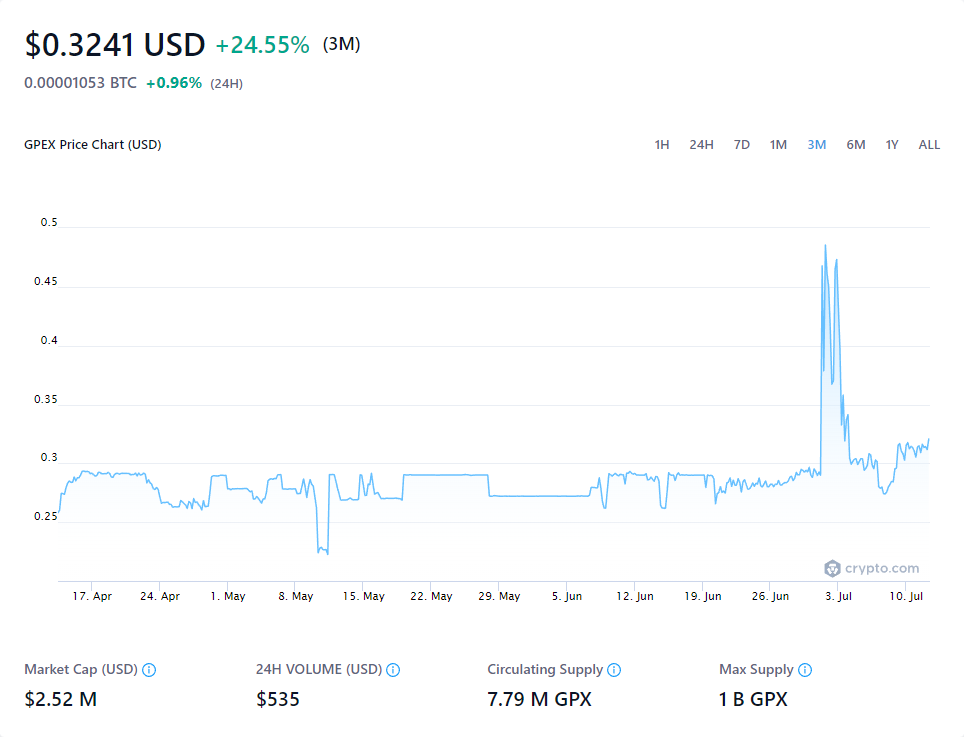 $0.3241 USD +24.55% (3M)
0.00001053 BTC +0.96% (24H)
GPEX Price Chart (USD) 1H 24H 7D 1M 3M 6M 1Y ALL
0.5
0.45
0.4
0.35
0.3
0.25
crypto.com
17. Apr 24. Apr 1. May 8. May 15. May 22. May 29. May 5. Jun 12. Jun 19. Jun 26. Jun 3. Jul 10. Jul
Market Cap (USD) 24H VOLUME (USD) Circulating Supply Max Supply
$2.52 M $535 7.79 M GPX 1 B GPX